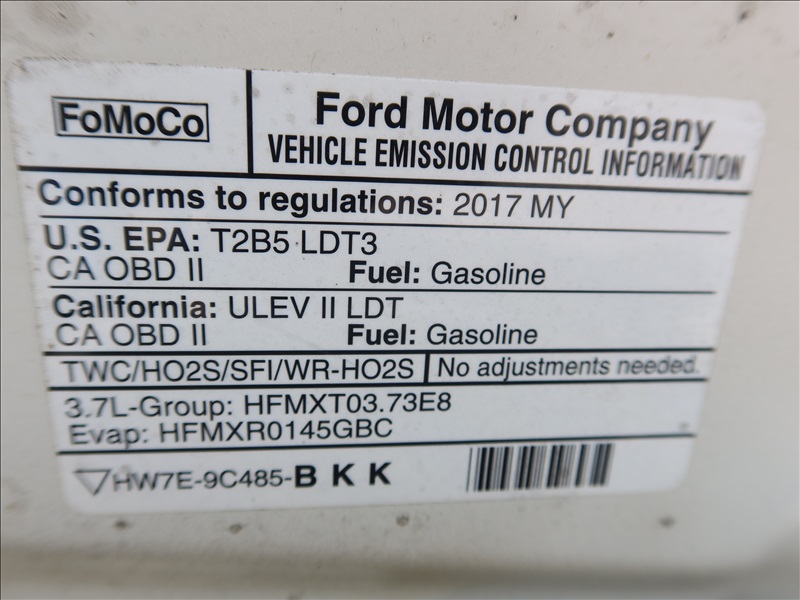 FoMoCo
Ford Motor Company
VEHICLE EMISSION CONTROL INFORMATION
Conforms to regulations: 2017 MY
U.S. EPA: T2B5 LDT3
CA OBD II Fuel: Gasoline
California: ULEV II LDT
CA OBD II Fuel: Gasoline
TWC/HO2S/SFI/WR-HO2S No adjustments needed.
3.7L-Group: HFMXT03.73E8
Evap: HFMXR0145GBC
HW7E-9C485-B K K